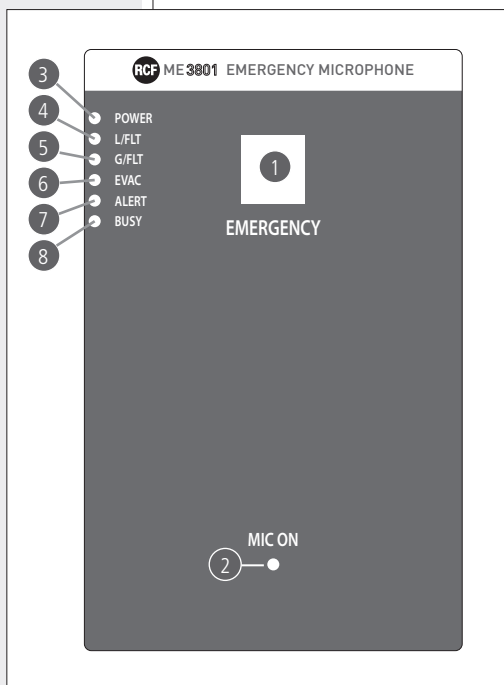 RCF ME 3801 EMERGENCY MICROPHONE
3 POWER
4 L/FLT
5 G/FLT
6 EVAC
7 ALERT
8 BUSY
1
EMERGENCY
MIC ON
2